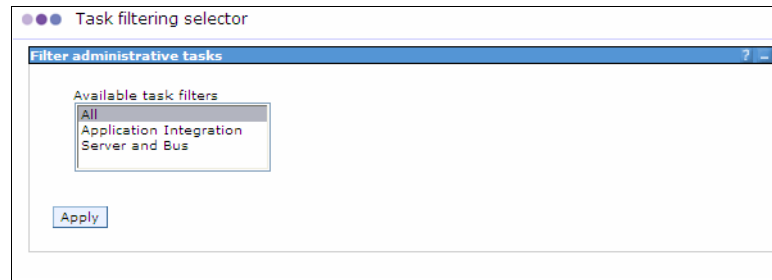 Task filtering selector
Filter administrative tasks ? –
Available task filters
All
Application Integration
Server and Bus
Apply